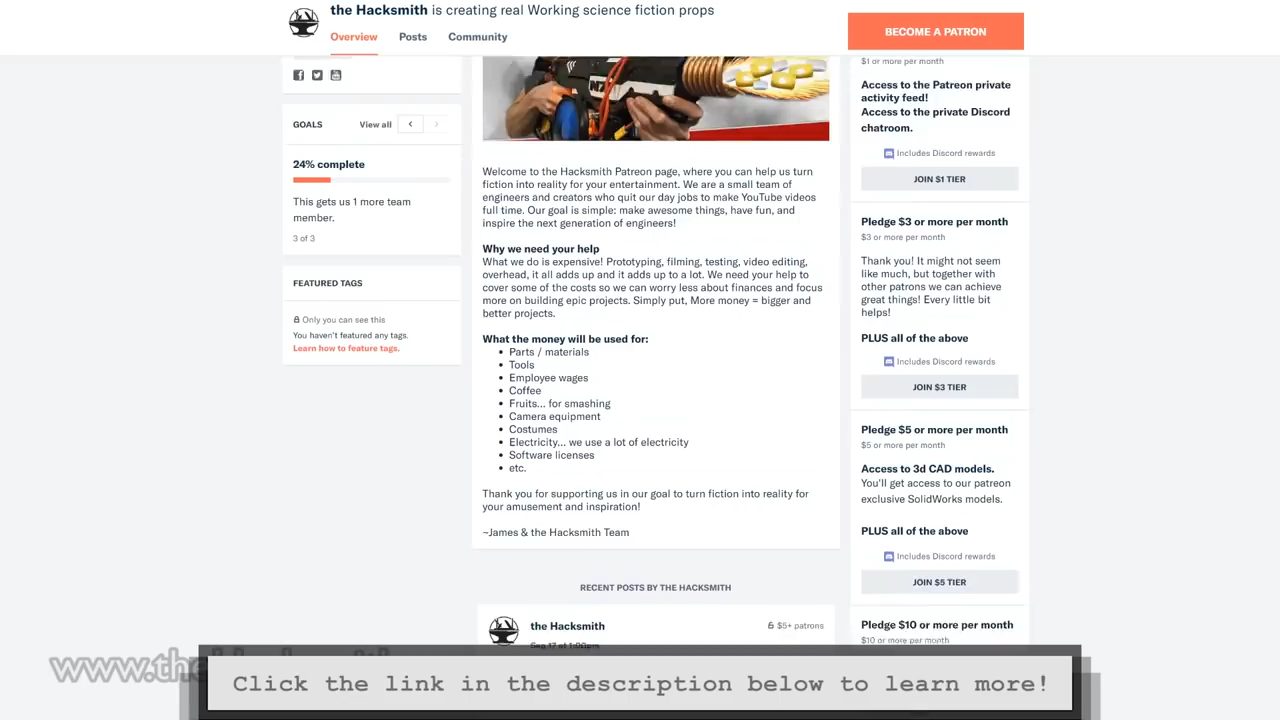 the Hacksmith is creating real Working science fiction props
Overview Posts Community
BECOME A PATRON
GOALS View all
24% complete
This gets us 1 more team
member.
3 of 3
FEATURED TAGS
Only you can see this
You haven't featured any tags.
Learn how to feature tags.
Welcome to the Hacksmith Patreon page, where you can help us turn
fiction into reality for your entertainment. We are a small team of
engineers and creators who quit our day jobs to make YouTube videos
full time. Our goal is simple: make awesome things, have fun, and
inspire the next generation of engineers!
Why we need your help
What we do is expensive! Prototyping, filming, testing, video editing,
overhead, it all adds up and it adds up to a lot. We need your help to
cover some of the costs so we can worry less about finances and focus
more on building epic projects. Simply put, More money = bigger and
better projects.
What the money will be used for:
• Parts / materials
• Tools
• Employee wages
• Coffee
• Fruits... for smashing
• Camera equipment
• Costumes
• Electricity... we use a lot of electricity
• Software licenses
• etc.
Thank you for supporting us in our goal to turn fiction into reality for
your amusement and inspiration!
~James & the Hacksmith Team
RECENT POSTS BY THE HACKSMITH
the Hacksmith $5+ patrons
Sep 17 at 1:00pm
$1 or more per month
Access to the Patreon private
activity feed!
Access to the private Discord
chatroom.
Includes Discord rewards
JOIN $1 TIER
Pledge $3 or more per month
$3 or more per month
Thank you! It might not seem
like much, but together with
other patrons we can achieve
great things! Every little bit
helps!
PLUS all of the above
Includes Discord rewards
JOIN $3 TIER
Pledge $5 or more per month
$5 or more per month
Access to 3d CAD models.
You'll get access to our patreon
exclusive SolidWorks models.
PLUS all of the above
Includes Discord rewards
JOIN $5 TIER
Pledge $10 or more per month
$10 or more per month
Click the link in the description below to learn more!